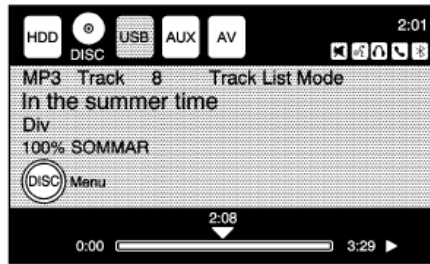 HDD DISC USB AUX AV 2:01
MP3 Track 8 Track List Mode
In the summer time
Div
100% SOMMAR
DISC Menu
2:08
0:00 3:29